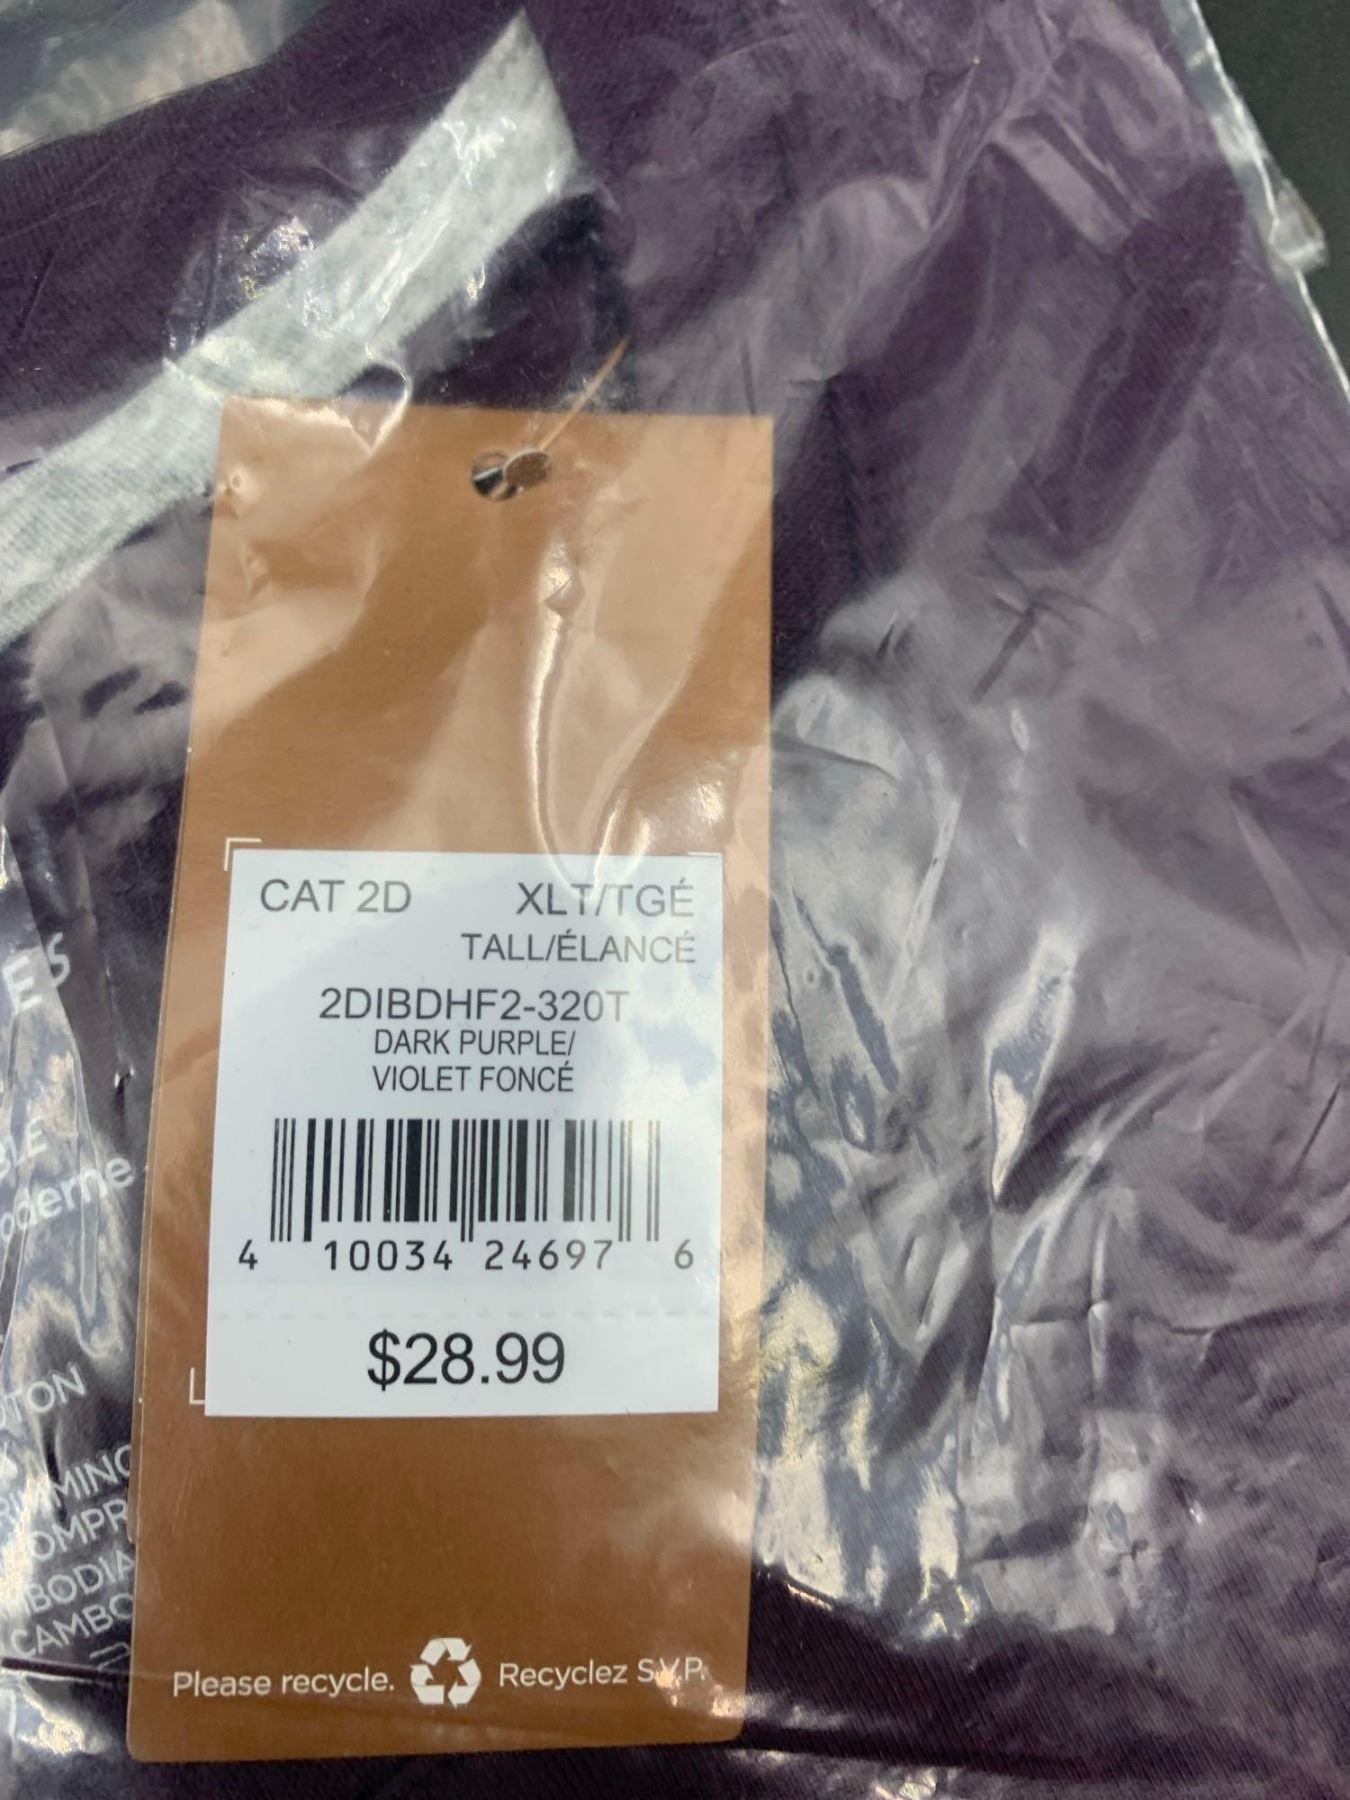 CAT 2D XLT/TGÉ
TALL/ÉLANCÉ
2DIBDHF2-320T
DARK PURPLE/
VIOLET FONCÉ
4 10034 24697 6
$28.99
Please recycle. Recyclez S.V.P.